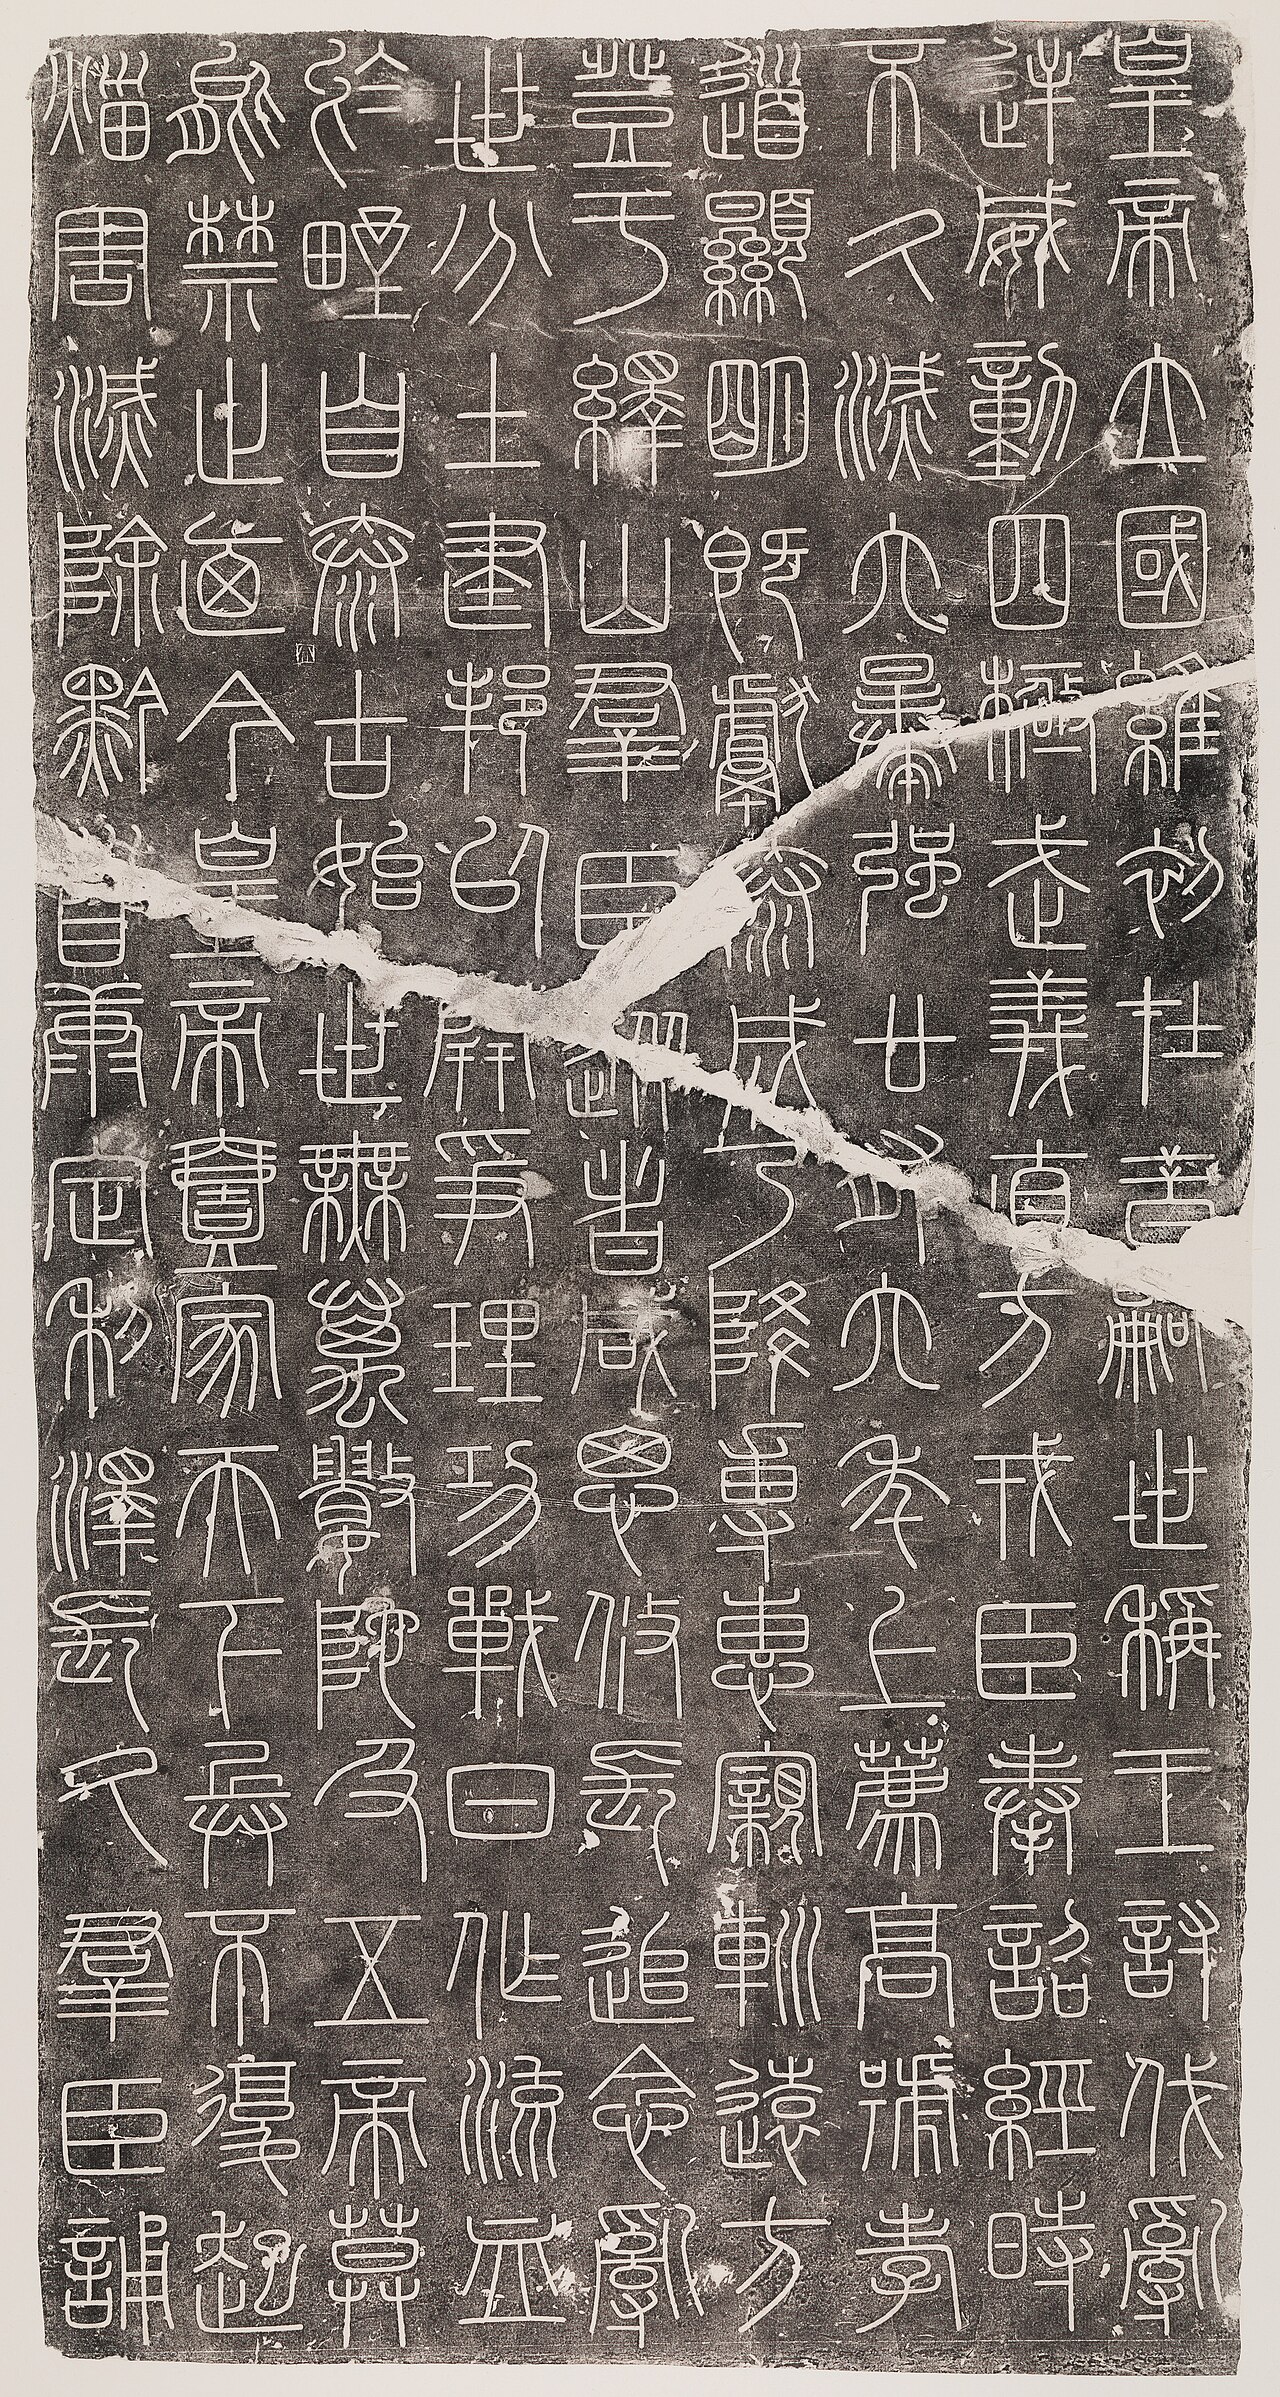 皇帝立國維初在昔嗣世稱王討伐亂
逆威動四極武義直方戎臣奉詔經時
不久滅六暴强廿有六年上薦高號孝
道顯明既獻泰成乃降專惠寴巡遠方
登于繹山羣臣從者咸思攸長追念亂
世分土建邦以開爭理功戰日作流血
於野自泰古始世無萬數陀及五帝莫
能禁止迺今皇帝壹家天下兵不復起
災害滅除黔首康定利澤長久羣臣誦